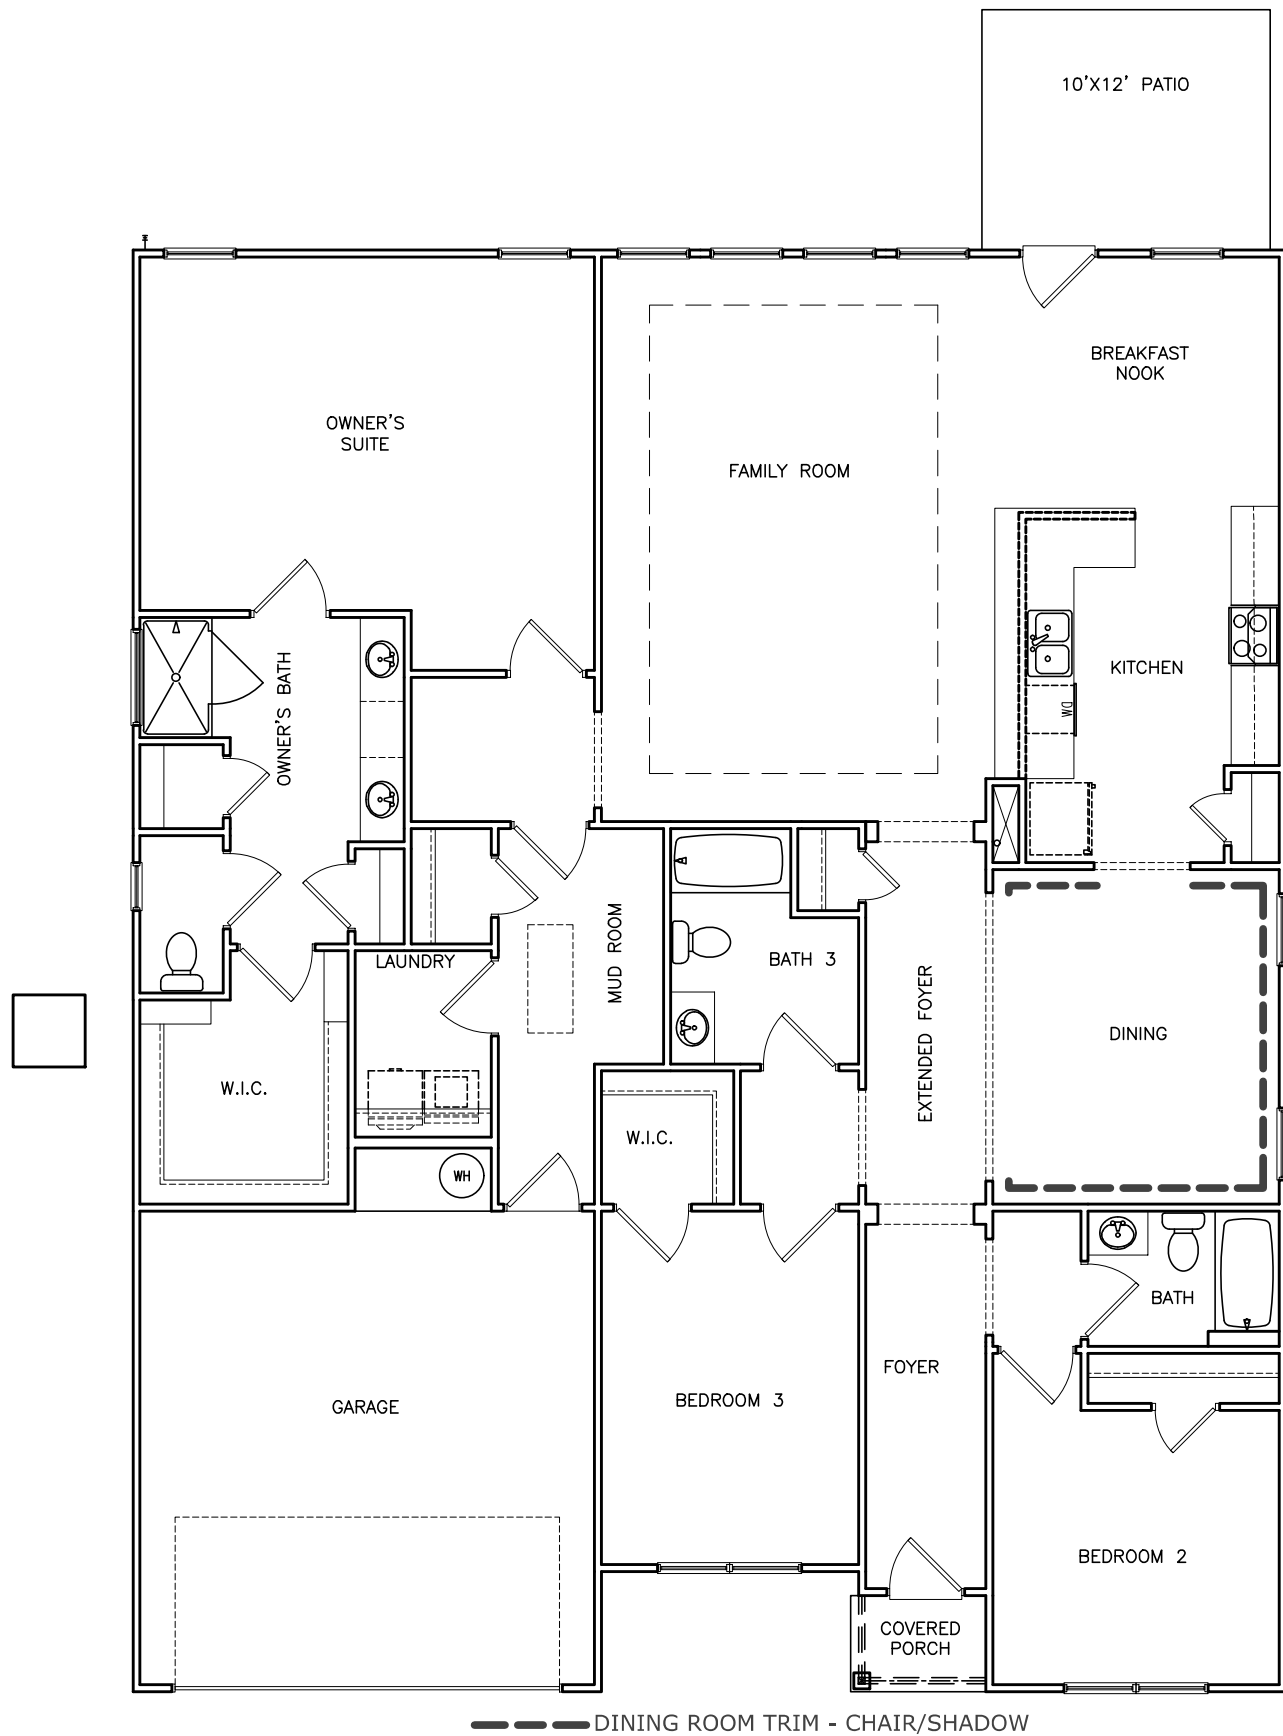 10'X12' PATIO
BREAKFAST
NOOK
OWNER'S
SUITE
FAMILY ROOM
KITCHEN
DW
OWNER'S BATH
LAUNDRY
MUD ROOM
BATH 3
EXTENDED FOYER
DINING
W.I.C.
W.I.C.
WH
BATH
FOYER
BEDROOM 3
GARAGE
BEDROOM 2
COVERED
PORCH
DINING ROOM TRIM - CHAIR/SHADOW